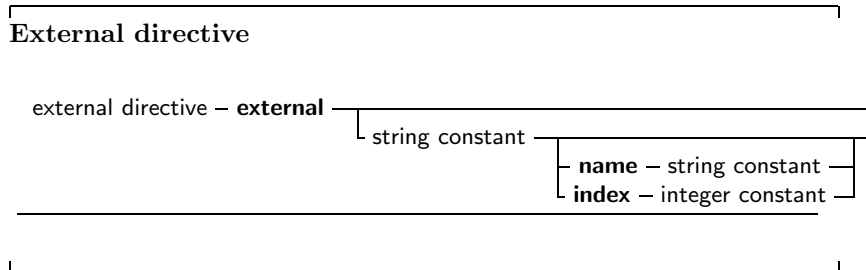 External directive
external directive – external
string constant
name – string constant
index – integer constant